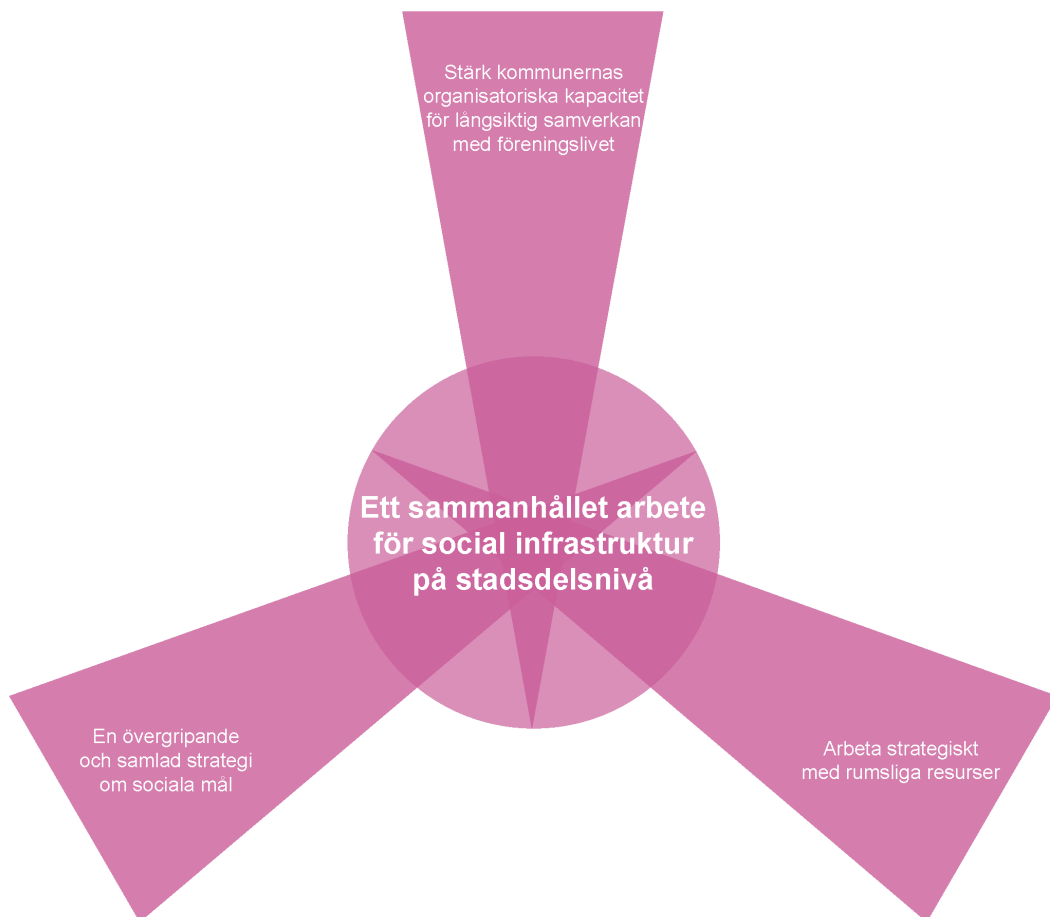 Stärk kommunernas
organisatoriska kapacitet
för långsiktig samverkan
med föreningslivet
Ett sammanhållet arbete
för social infrastruktur
på stadsdelsnivå
En övergripande
och samlad strategi
om sociala mål
Arbeta strategiskt
med rumsliga resurser